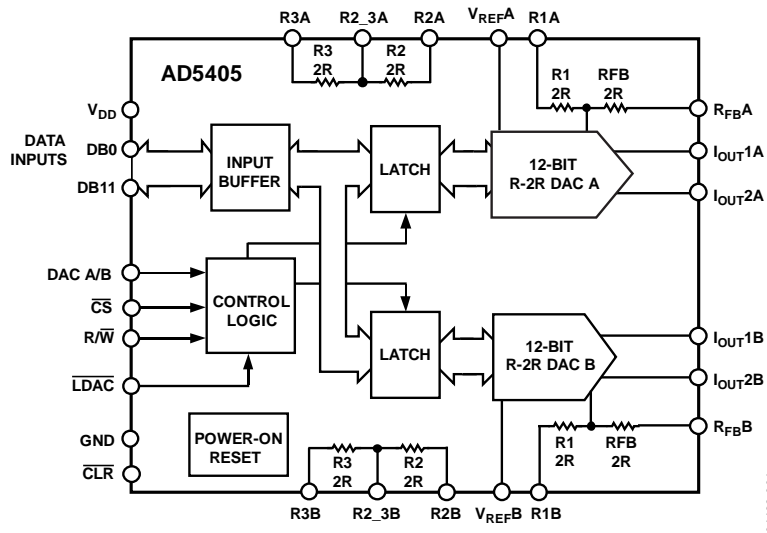 R3A R2_3A R2A VREFA R1A
AD5405
R3
2R
R2
2R
R1
2R
RFB
2R
VDD
RFBA
DATA
INPUTS
DB0
DB11
INPUT
BUFFER
LATCH
12-BIT
R-2R DAC A
IOUT1A
IOUT2A
DAC A/B
C̅S̅
R/W̅
L̅D̅A̅C̅
CONTROL
LOGIC
LATCH
12-BIT
R-2R DAC B
IOUT1B
IOUT2B
GND
C̅L̅R̅
POWER-ON
RESET
R3
2R
R2
2R
R1
2R
RFB
2R
RFBB
R3B R2_3B R2B VREFB R1B